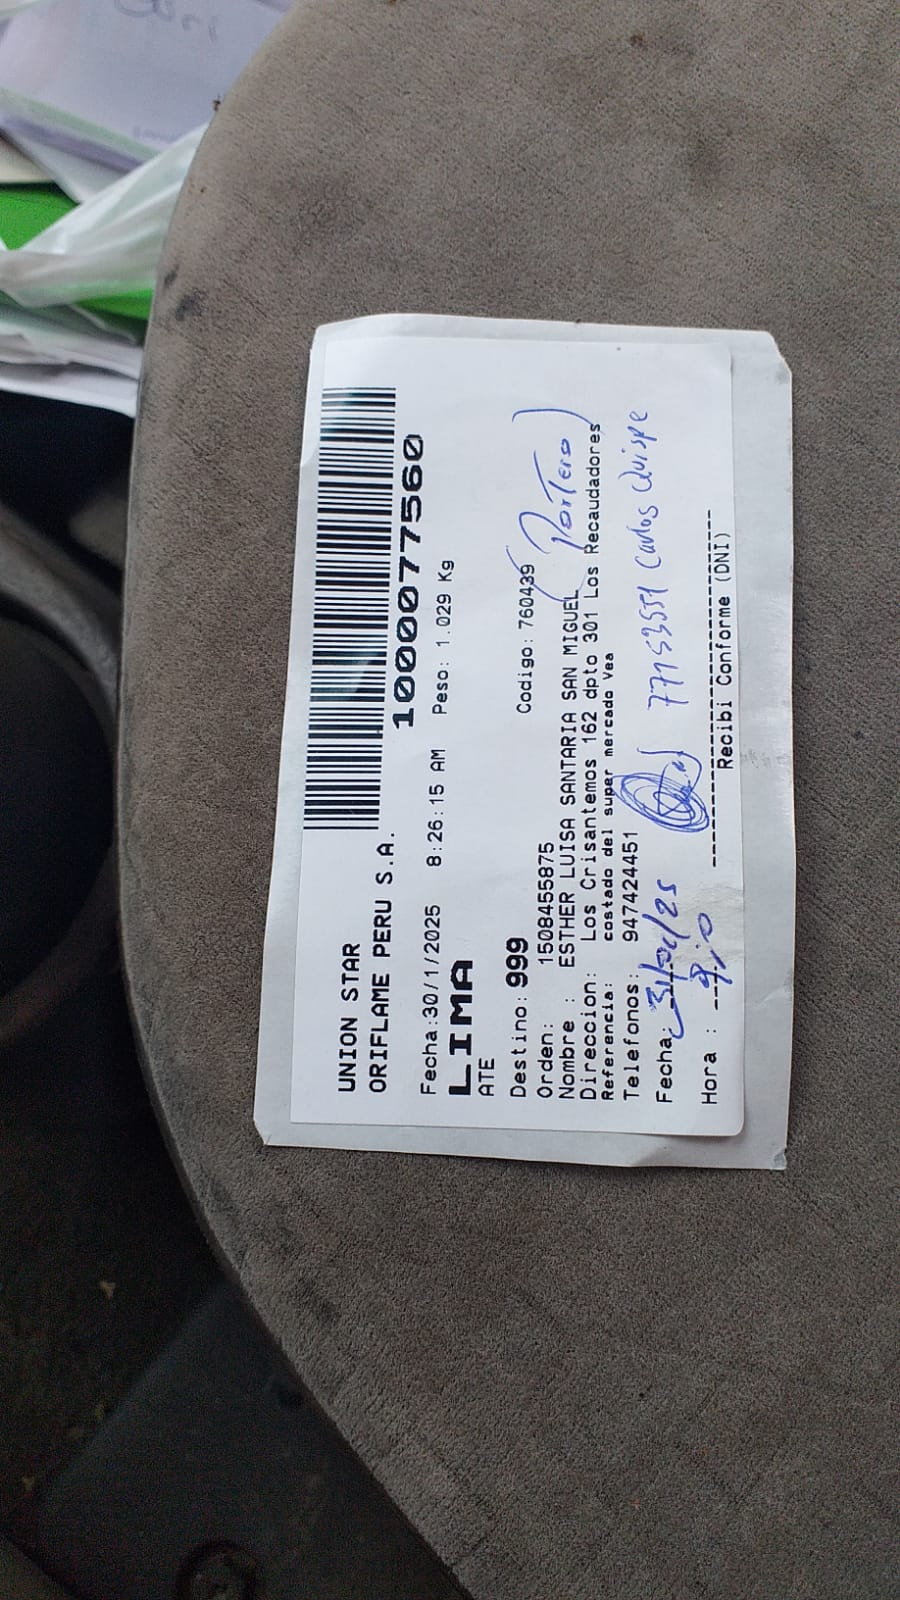 UNION STAR
ORIFLAME PERU S.A.
1000077560
Fecha:30/1/2025 8:26:15 AM Peso: 1.029 Kg
LIMA
ATE
Destino: 999 Codigo: 760439
(Portero)
Orden: 1508455875
Nombre : ESTHER LUISA SANTARIA SAN MIGUEL
Direccion: Los Crisantemos 162 dpto 301 Los Recaudadores
Referencia: costado del super mercado Vea
Telefonos: 947424451
Fecha: 31/01/25 Carlos Quispe
Hora :
Recibi Conforme (DNI)